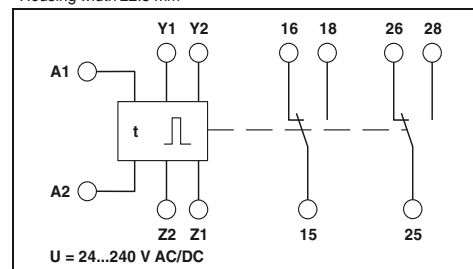 Housing width 22.5 mm
Y1 Y2 16 18 26 28
A1
t
A2
Z2 Z1 15 25
U = 24...240 V AC/DC